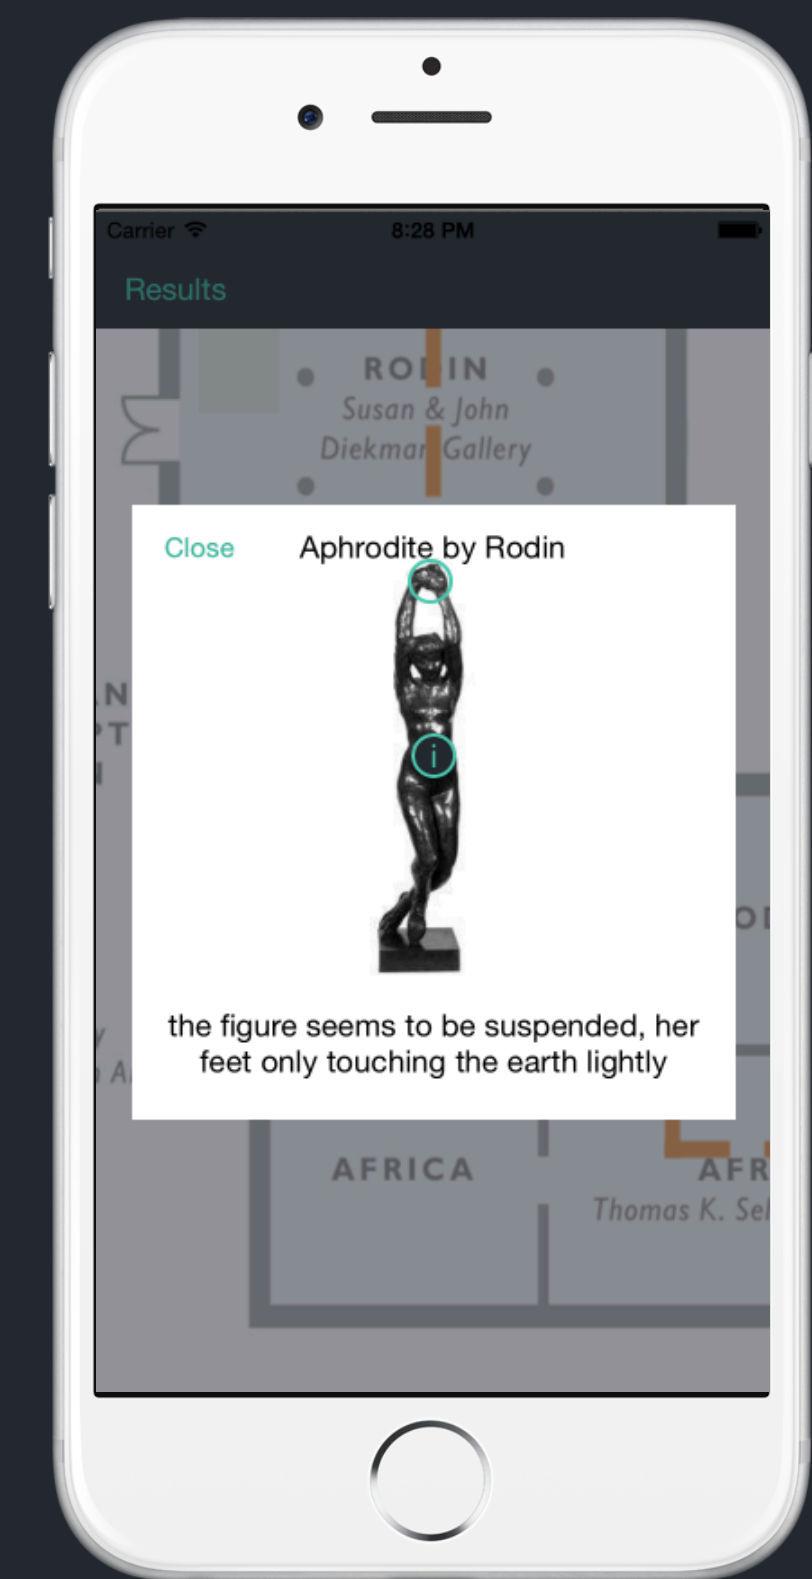 Carrier
8:28 PM
Results
RODIN
Susan & John
Diekman Gallery
Close
Aphrodite by Rodin
i
the figure seems to be suspended, her
feet only touching the earth lightly
AFRICA
AFR
Thomas K. Sel